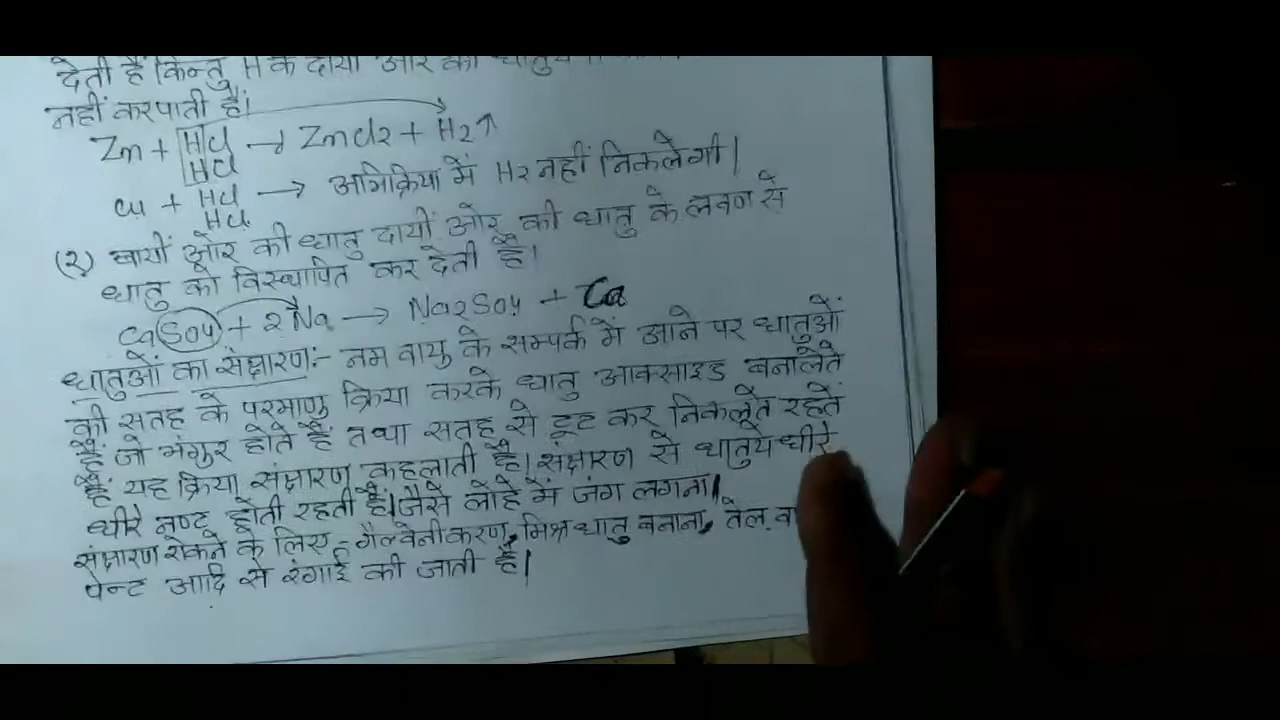 देती हैं किन्तु H के दायीं ओर की
नहीं कर पाती हैं।
Zn + HCl → ZnCl2 + H2↑
HCl
Cu + HCl → अभिक्रिया में H2 नहीं निकलेगी।
HCl
(२) बायीं ओर की धातु दायीं ओर की धातु के लवण से
धातु को विस्थापित कर देती है।
CaSO4 + 2Na → Na2SO4 + Ca
धातुओं का संक्षारण:- नम वायु के सम्पर्क में आने पर धातुओं
की सतह के परमाणु क्रिया करके धातु आक्साइड बना लेते
हैं जो भंगुर होते हैं तथा सतह से टूट कर निकलते रहते
हैं यह क्रिया संक्षारण कहलाती है। संक्षारण से धातुयें धीरे
धीरे नष्ट होती रहती हैं। जैसे लोहे में जंग लगना।
संक्षारण रोकने के लिए - गैल्वेनीकरण, मिश्र धातु बनाना, तेल व
पेन्ट आदि से रंगाई की जाती है।